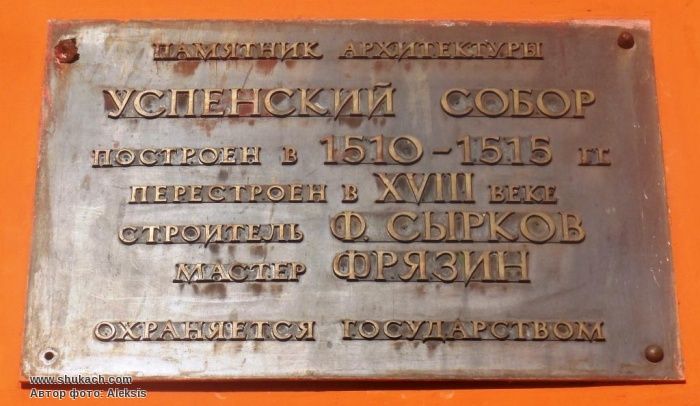 ПАМЯТНИК АРХИТЕКТУРЫ
УСПЕНСКИЙ СОБОР
ПОСТРОЕН В 1510-1515 ГГ.
ПЕРЕСТРОЕН В XVIII ВЕКЕ
СТРОИТЕЛЬ Ф. СЫРКОВ
МАСТЕР ФРЯЗИН
ОХРАНЯЕТСЯ ГОСУДАРСТВОМ
www.shukach.com
Автор фото: Aleksis